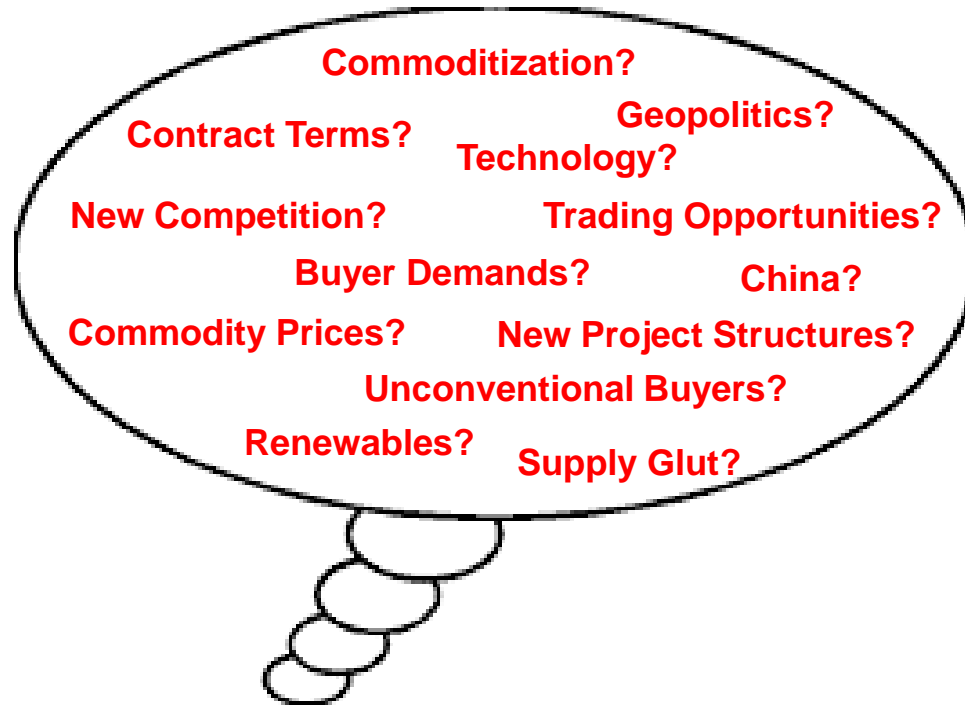 Commoditization?
Geopolitics?
Contract Terms?
Technology?
New Competition?
Trading Opportunities?
Buyer Demands?
China?
Commodity Prices?
New Project Structures?
Unconventional Buyers?
Renewables?
Supply Glut?